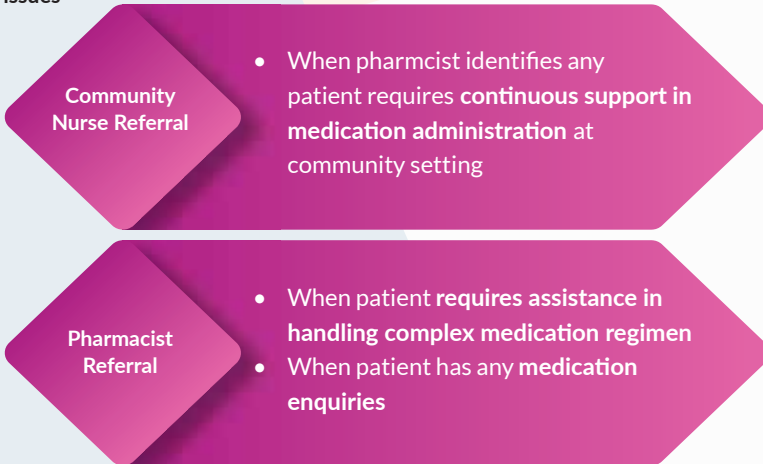 Issues
Community
Nurse Referral
• When pharmcist identifies any
patient requires continuous support in
medication administration at
community setting
Pharmacist
Referral
• When patient requires assistance in
handling complex medication regimen
• When patient has any medication
enquiries